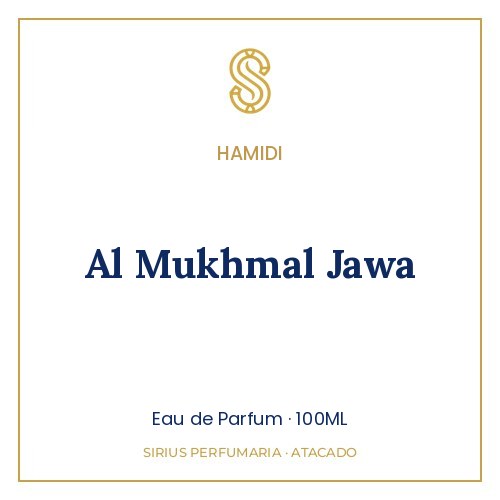 HAMIDI
Al Mukhmal Jawa
Eau de Parfum · 100ML
SIRIUS PERFUMARIA · ATACADO